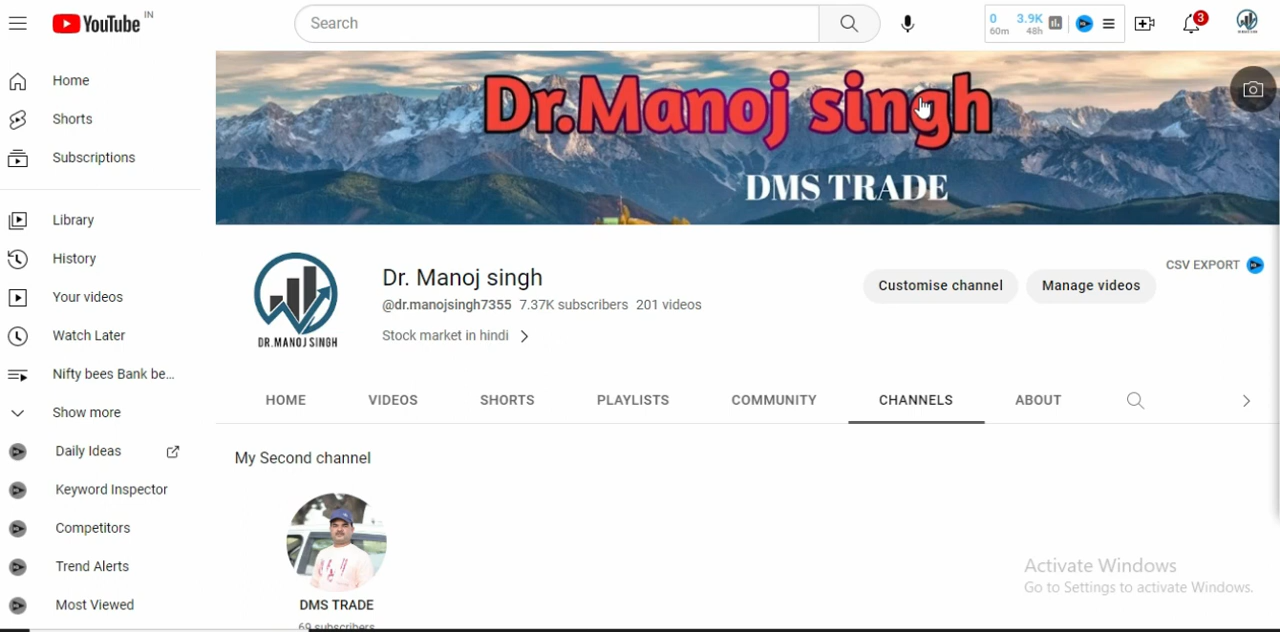 YouTube IN
Search
0 3.9K
60m 48h
3
Home
Shorts
Subscriptions
Library
History
Your videos
Watch Later
Nifty bees Bank be...
Show more
Daily Ideas
Keyword Inspector
Competitors
Trend Alerts
Most Viewed
Dr.Manoj singh
DMS TRADE
DR.MANOJ SINGH
Dr. Manoj singh
@dr.manojsingh7355 7.37K subscribers 201 videos
Stock market in hindi
Customise channel
Manage videos
CSV EXPORT
HOME VIDEOS SHORTS PLAYLISTS COMMUNITY CHANNELS ABOUT
My Second channel
DMS TRADE
69 subscribers
Activate Windows
Go to Settings to activate Windows.